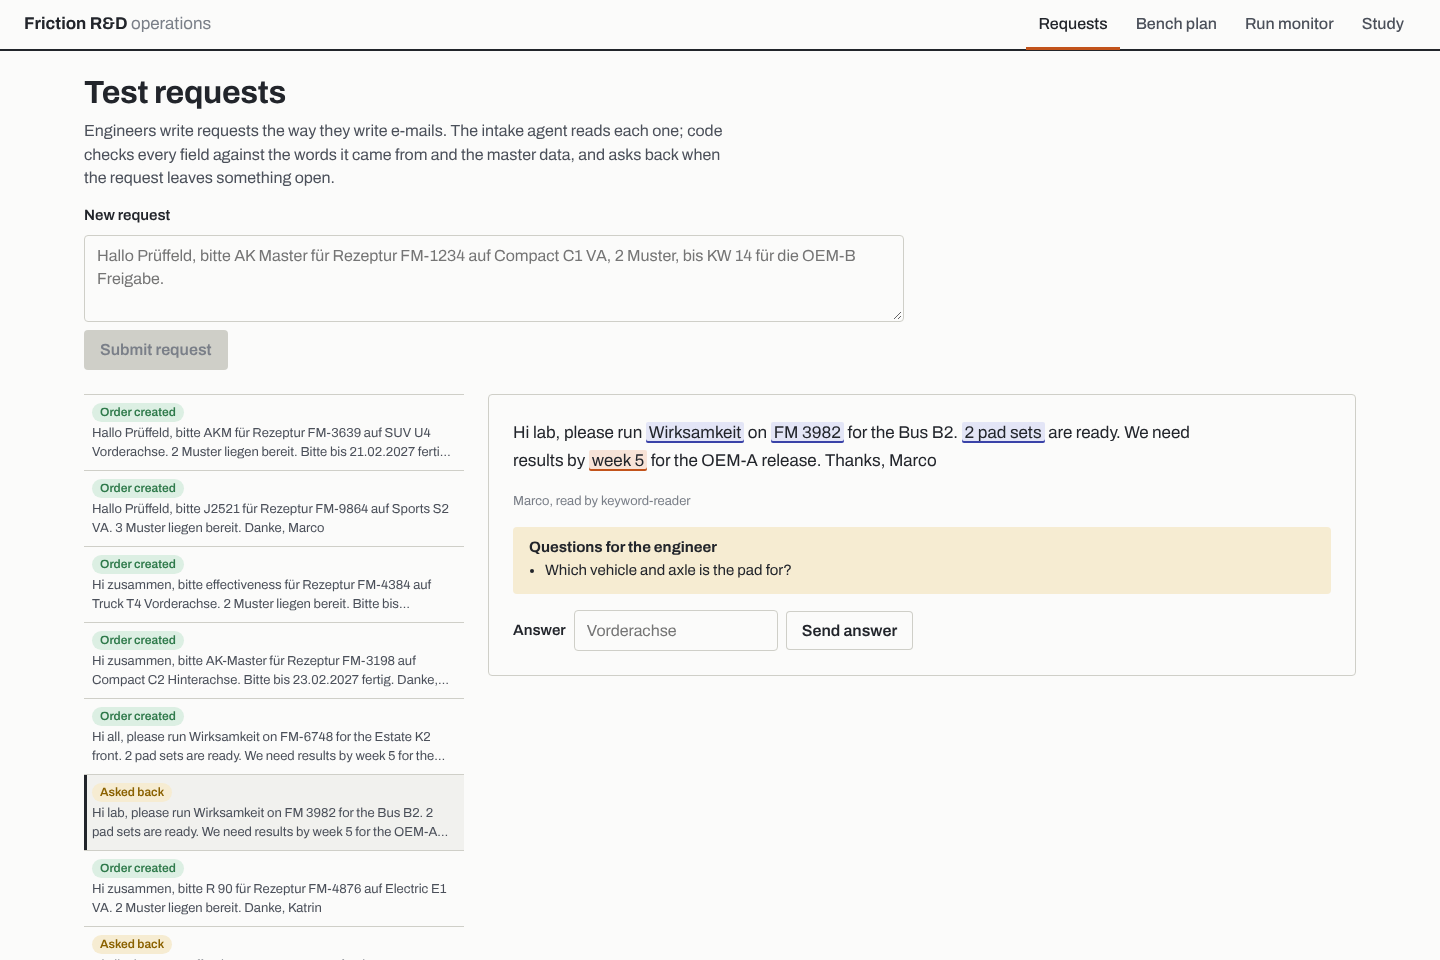 Friction R&D operations
Requests
Bench plan
Run monitor
Study
Test requests
Engineers write requests the way they write e-mails. The intake agent reads each one; code
checks every field against the words it came from and the master data, and asks back when
the request leaves something open.
New request
Hallo Prüffeld, bitte AK Master für Rezeptur FM-1234 auf Compact C1 VA, 2 Muster, bis KW 14 für die OEM-B
Freigabe.
Submit request
Order created
Hallo Prüffeld, bitte AKM für Rezeptur FM-3639 auf SUV U4
Vorderachse. 2 Muster liegen bereit. Bitte bis 21.02.2027 ferti...
Order created
Hallo Prüffeld, bitte J2521 für Rezeptur FM-9864 auf Sports S2
VA. 3 Muster liegen bereit. Danke, Marco
Order created
Hi zusammen, bitte effectiveness für Rezeptur FM-4384 auf
Truck T4 Vorderachse. 2 Muster liegen bereit. Bitte bis...
Order created
Hi zusammen, bitte AK-Master für Rezeptur FM-3198 auf
Compact C2 Hinterachse. Bitte bis 23.02.2027 fertig. Danke,...
Order created
Hi all, please run Wirksamkeit on FM-6748 for the Estate K2
front. 2 pad sets are ready. We need results by week 5 for the...
Asked back
Hi lab, please run Wirksamkeit on FM 3982 for the Bus B2. 2
pad sets are ready. We need results by week 5 for the OEM-A...
Order created
Hi zusammen, bitte R 90 für Rezeptur FM-4876 auf Electric E1
VA. 2 Muster liegen bereit. Danke, Katrin
Asked back
Hi lab, please run Wirksamkeit on FM 3982 for the Bus B2. 2 pad sets are ready. We need
results by week 5 for the OEM-A release. Thanks, Marco
Marco, read by keyword-reader
Questions for the engineer
• Which vehicle and axle is the pad for?
Answer
Vorderachse
Send answer